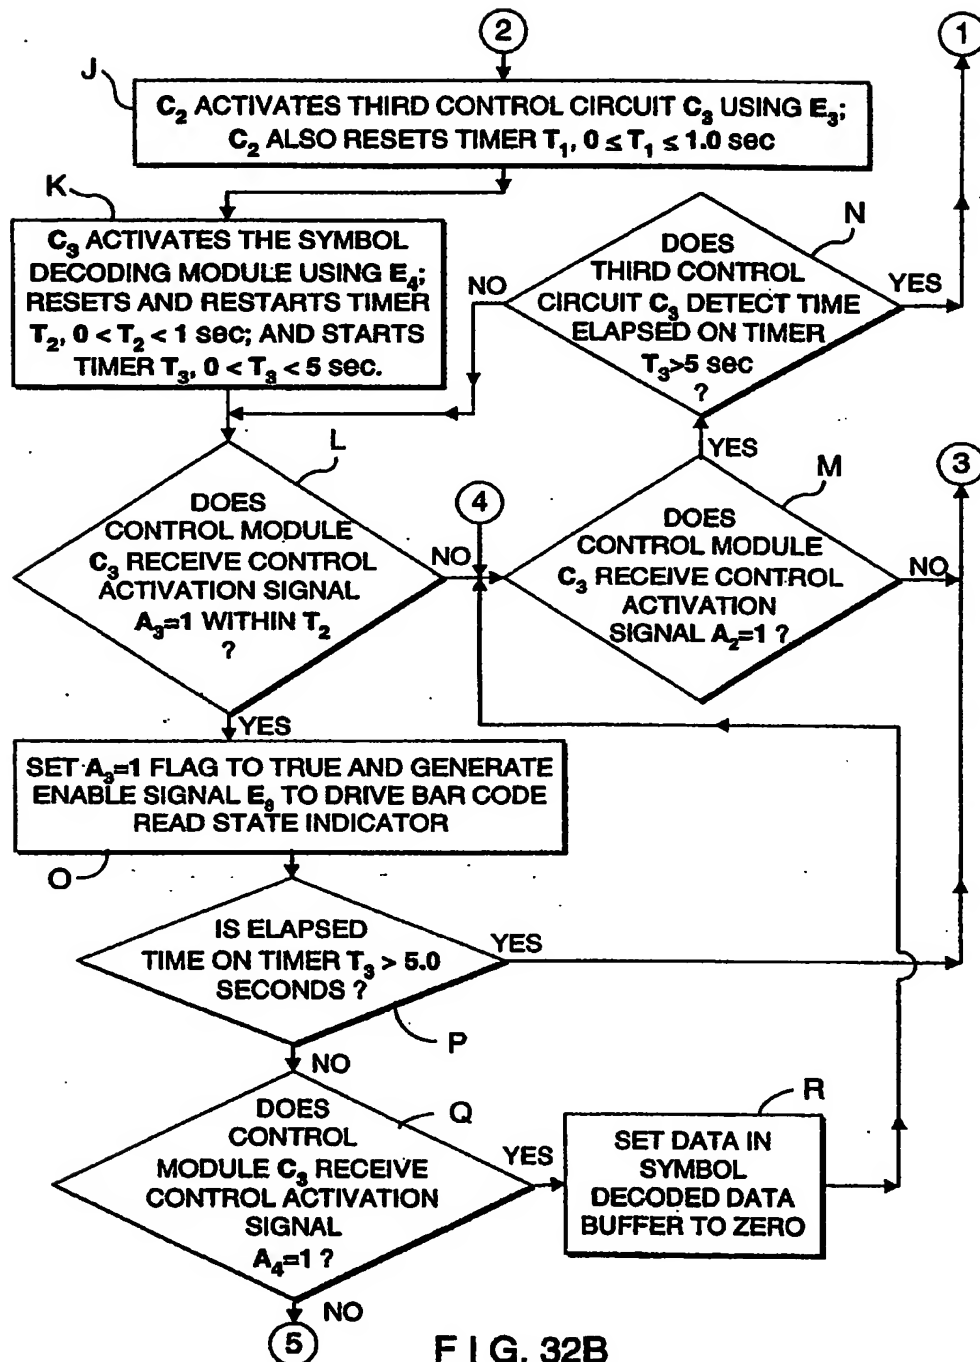 2
1
J
C₂ ACTIVATES THIRD CONTROL CIRCUIT C₃ USING E₃;
C₂ ALSO RESETS TIMER T₁, 0 ≤ T₁ ≤ 1.0 sec
K
C₃ ACTIVATES THE SYMBOL
DECODING MODULE USING E₄;
RESETS AND RESTARTS TIMER
T₂, 0 < T₂ < 1 sec; AND STARTS
TIMER T₃, 0 < T₃ < 5 sec.
N
DOES
THIRD CONTROL
CIRCUIT C₃ DETECT TIME
ELAPSED ON TIMER
T₃>5 sec
?
NO
YES
L
DOES
CONTROL MODULE
C₃ RECEIVE CONTROL
ACTIVATION SIGNAL
A₃=1 WITHIN T₂
?
NO
YES
4
YES
M
3
DOES
CONTROL MODULE
C₃ RECEIVE CONTROL
ACTIVATION
SIGNAL A₂=1 ?
NO
SET A₃=1 FLAG TO TRUE AND GENERATE
ENABLE SIGNAL E₈ TO DRIVE BAR CODE
READ STATE INDICATOR
O
IS ELAPSED
TIME ON TIMER T₃ > 5.0
SECONDS ?
YES
P
NO
Q
DOES
CONTROL
MODULE C₃ RECEIVE
CONTROL ACTIVATION
SIGNAL
A₄=1 ?
YES
R
SET DATA IN
SYMBOL
DECODED DATA
BUFFER TO ZERO
NO
5
FIG. 32B